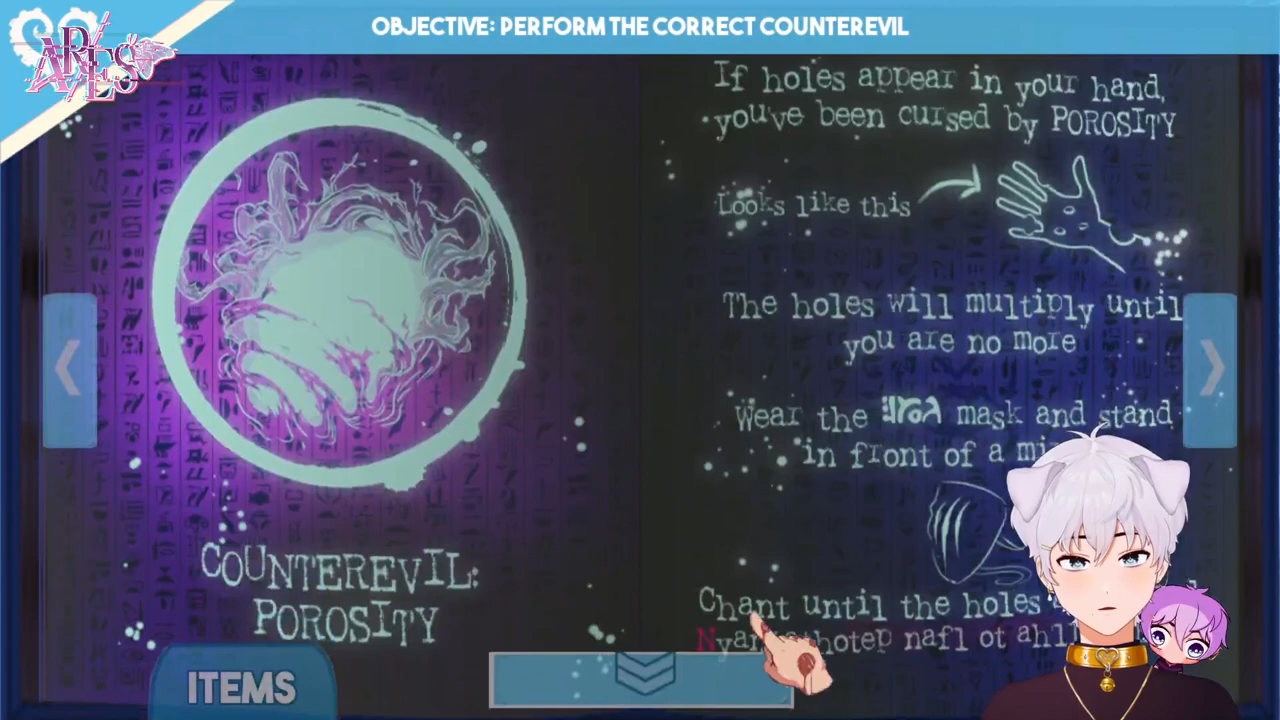 OBJECTIVE: PERFORM THE CORRECT COUNTEREVIL
ARES
If holes appear in your hand,
you've been cursed by POROSITY
Looks like this
The holes will multiply until
you are no more
Wear the mask and stand
in front of a
COUNTEREVIL:
POROSITY
Chant until the holes
nafl ot
ITEMS